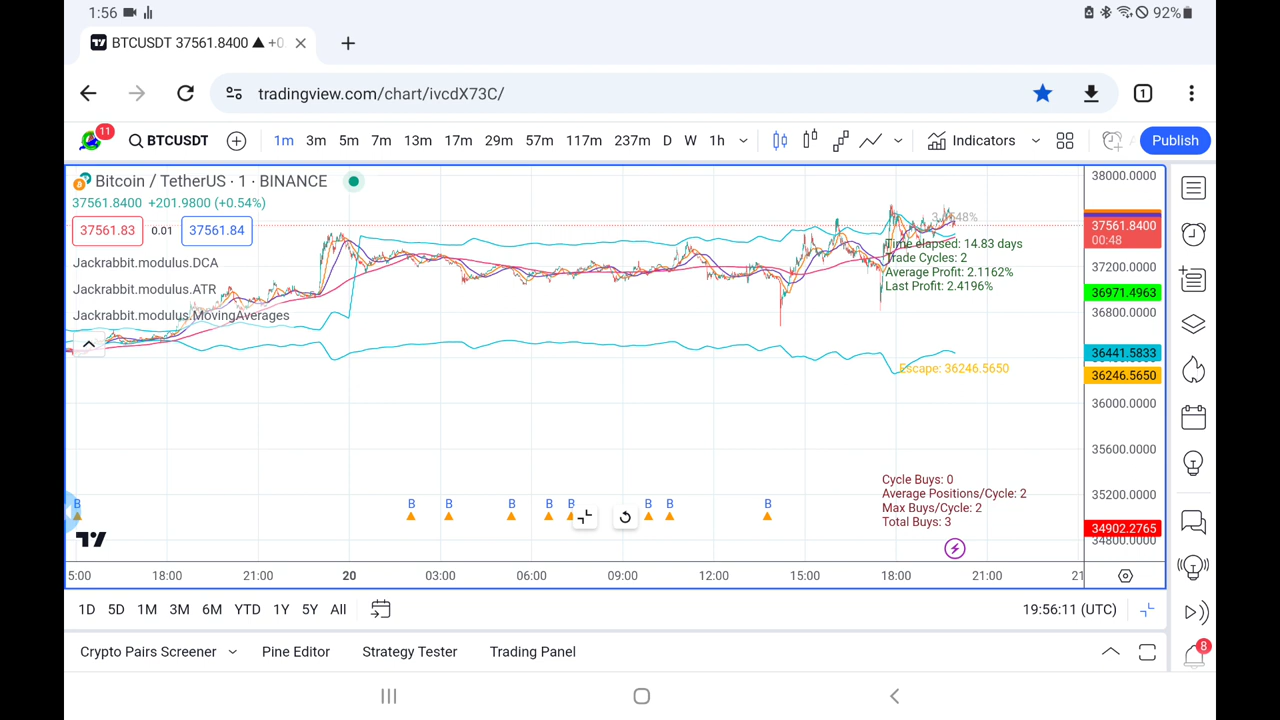 1:56
92%
BTCUSDT 37561.8400 ▲ +0
tradingview.com/chart/ivcdX73C/
1
11
BTCUSDT
1m 3m 5m 7m 13m 17m 29m 57m 117m 237m D W 1h
Indicators
Publish
Bitcoin / TetherUS · 1 · BINANCE
37561.8400 +201.9800 (+0.54%)
37561.83
0.01
37561.84
Jackrabbit.modulus.DCA
Jackrabbit.modulus.ATR
Jackrabbit.modulus.MovingAverages
Time elapsed: 14.83 days
Trade Cycles: 2
Average Profit: 2.1162%
Last Profit: 2.4196%
Escape: 36246.5650
Cycle Buys: 0
Average Positions/Cycle: 2
Max Buys/Cycle: 2
Total Buys: 3
B B B B B B B B B
38000.0000
37561.8400
00:48
37200.0000
36971.4963
36800.0000
36441.5833
36246.5650
36000.0000
35600.0000
35200.0000
34902.2765
34800.0000
5:00 18:00 21:00 20 03:00 06:00 09:00 12:00 15:00 18:00 21:00 21
1D 5D 1M 3M 6M YTD 1Y 5Y All
19:56:11 (UTC)
Crypto Pairs Screener
Pine Editor
Strategy Tester
Trading Panel
8